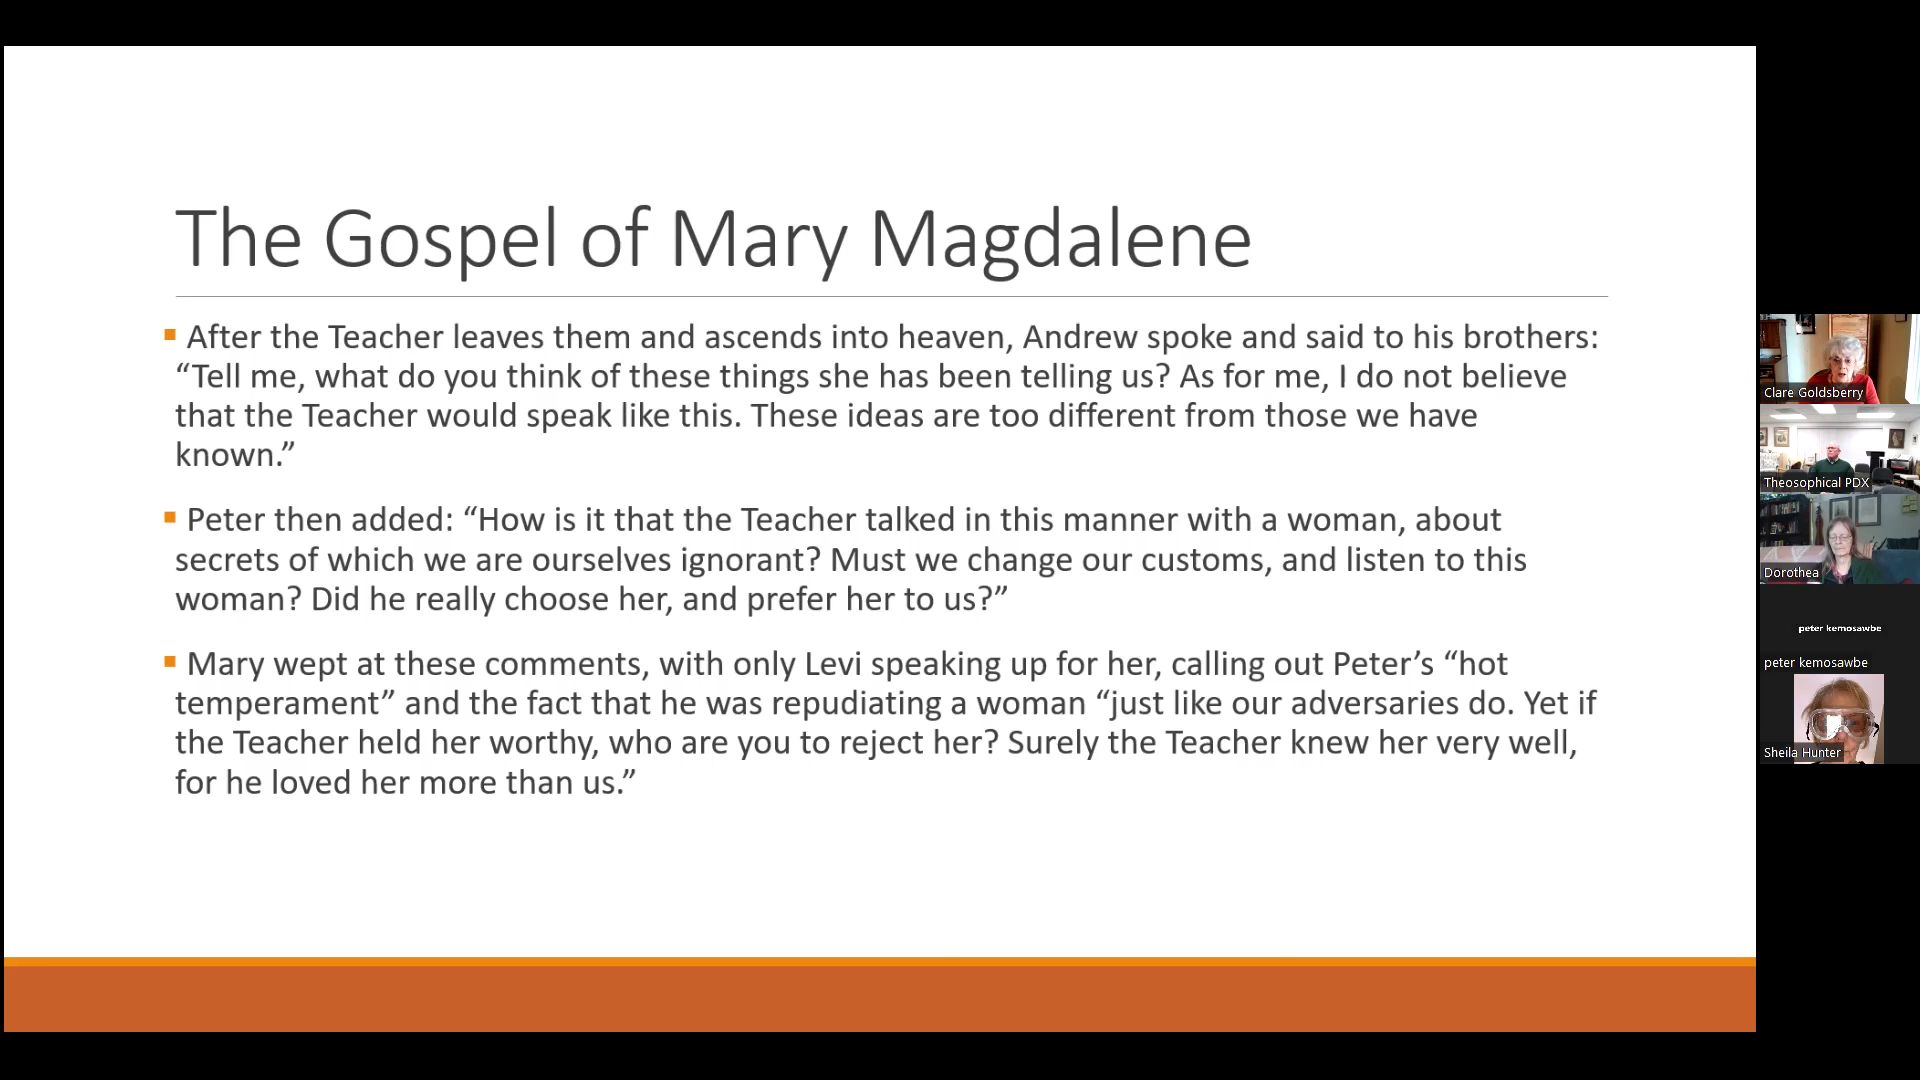 The Gospel of Mary Magdalene
After the Teacher leaves them and ascends into heaven, Andrew spoke and said to his brothers:
“Tell me, what do you think of these things she has been telling us? As for me, I do not believe
that the Teacher would speak like this. These ideas are too different from those we have
known.”
Peter then added: “How is it that the Teacher talked in this manner with a woman, about
secrets of which we are ourselves ignorant? Must we change our customs, and listen to this
woman? Did he really choose her, and prefer her to us?”
Mary wept at these comments, with only Levi speaking up for her, calling out Peter’s “hot
temperament” and the fact that he was repudiating a woman “just like our adversaries do. Yet if
the Teacher held her worthy, who are you to reject her? Surely the Teacher knew her very well,
for he loved her more than us.”
Clare Goldsberry
Theosophical PDX
Dorothea
peter kemosawbe
peter kemosawbe
Sheila Hunter